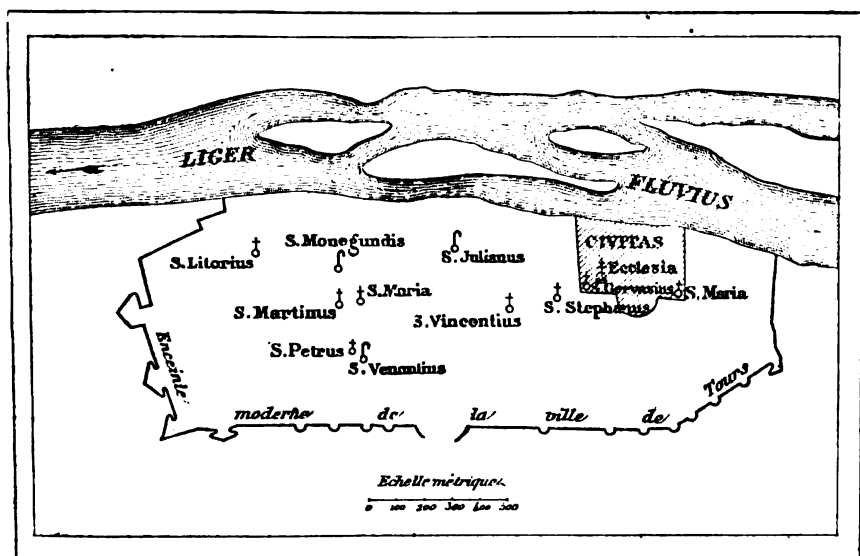 LIGER
FLUVIUS
CIVITAS
Ecclesia
S. Gervasius
S. Monegundis
S. Litorius
S. Julianus
S. Maria
S. Martinus
S. Vincentius
S. Stephanus
S. Maria
S. Petrus
S. Venantius
Enceinte moderne de la ville de Tours
Echelle métrique
0 100 200 300 400 500